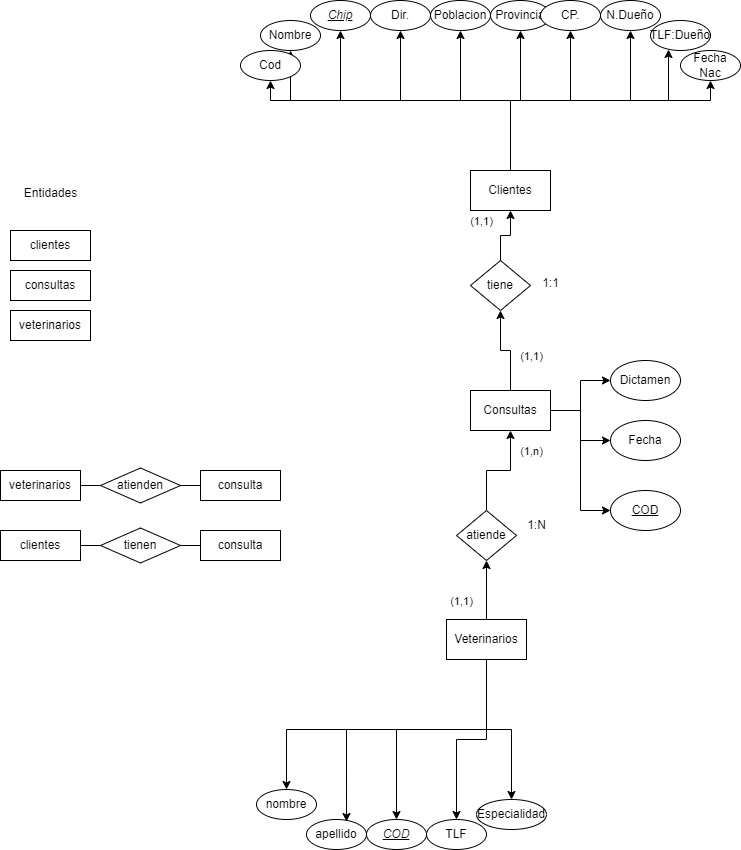 Chip
Dir.
Poblacion
Provincia
CP.
N.Dueño
Nombre
TLF:Dueño
Cod
Fecha
Nac
Clientes
Entidades
(1,1)
clientes
tiene
1:1
consultas
veterinarios
(1,1)
Dictamen
Consultas
Fecha
(1,n)
veterinarios
atienden
consulta
COD
1:N
atiende
clientes
tienen
consulta
(1,1)
Veterinarios
nombre
Especialidad
apellido
COD
TLF